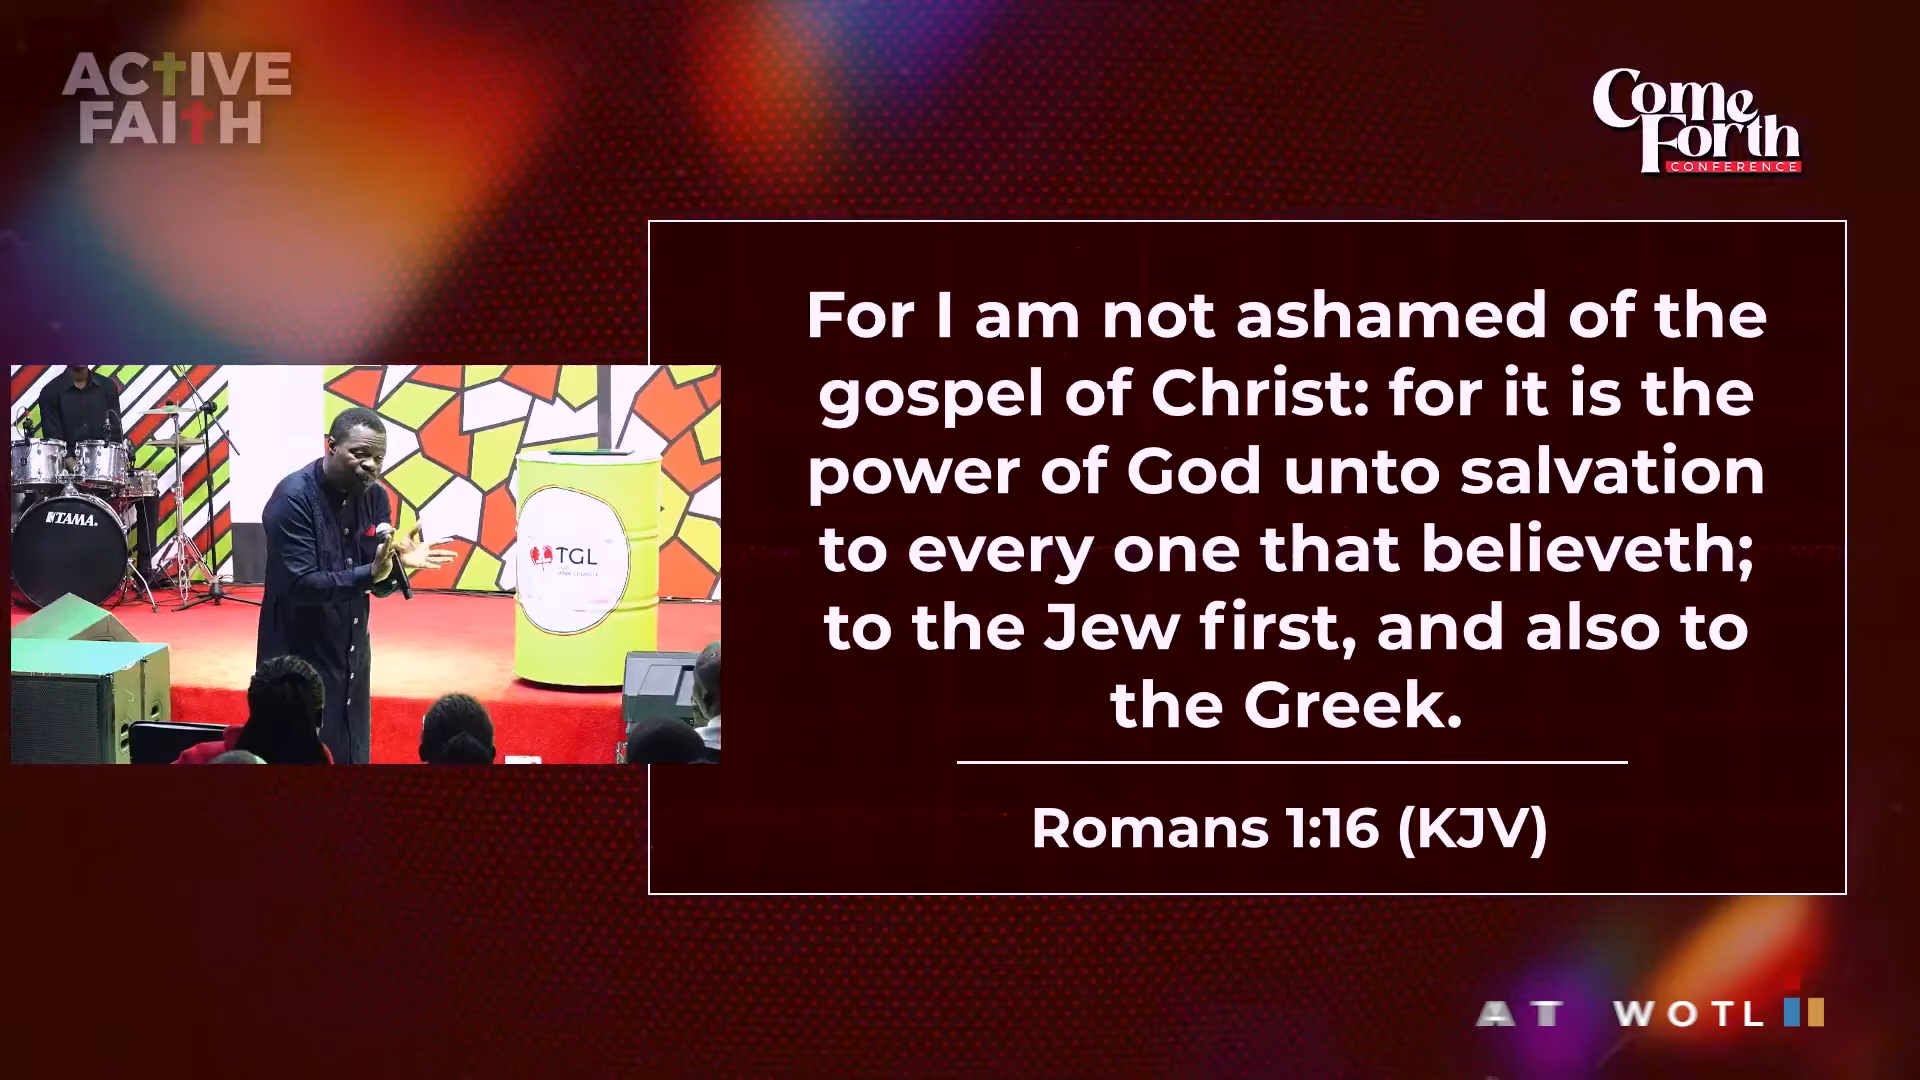 ACTIVE
FAITH
Come
Forth
CONFERENCE
For I am not ashamed of the
gospel of Christ: for it is the
power of God unto salvation
to every one that believeth;
to the Jew first, and also to
the Greek.
Romans 1:16 (KJV)
TAMA
TGL
AT WOTL